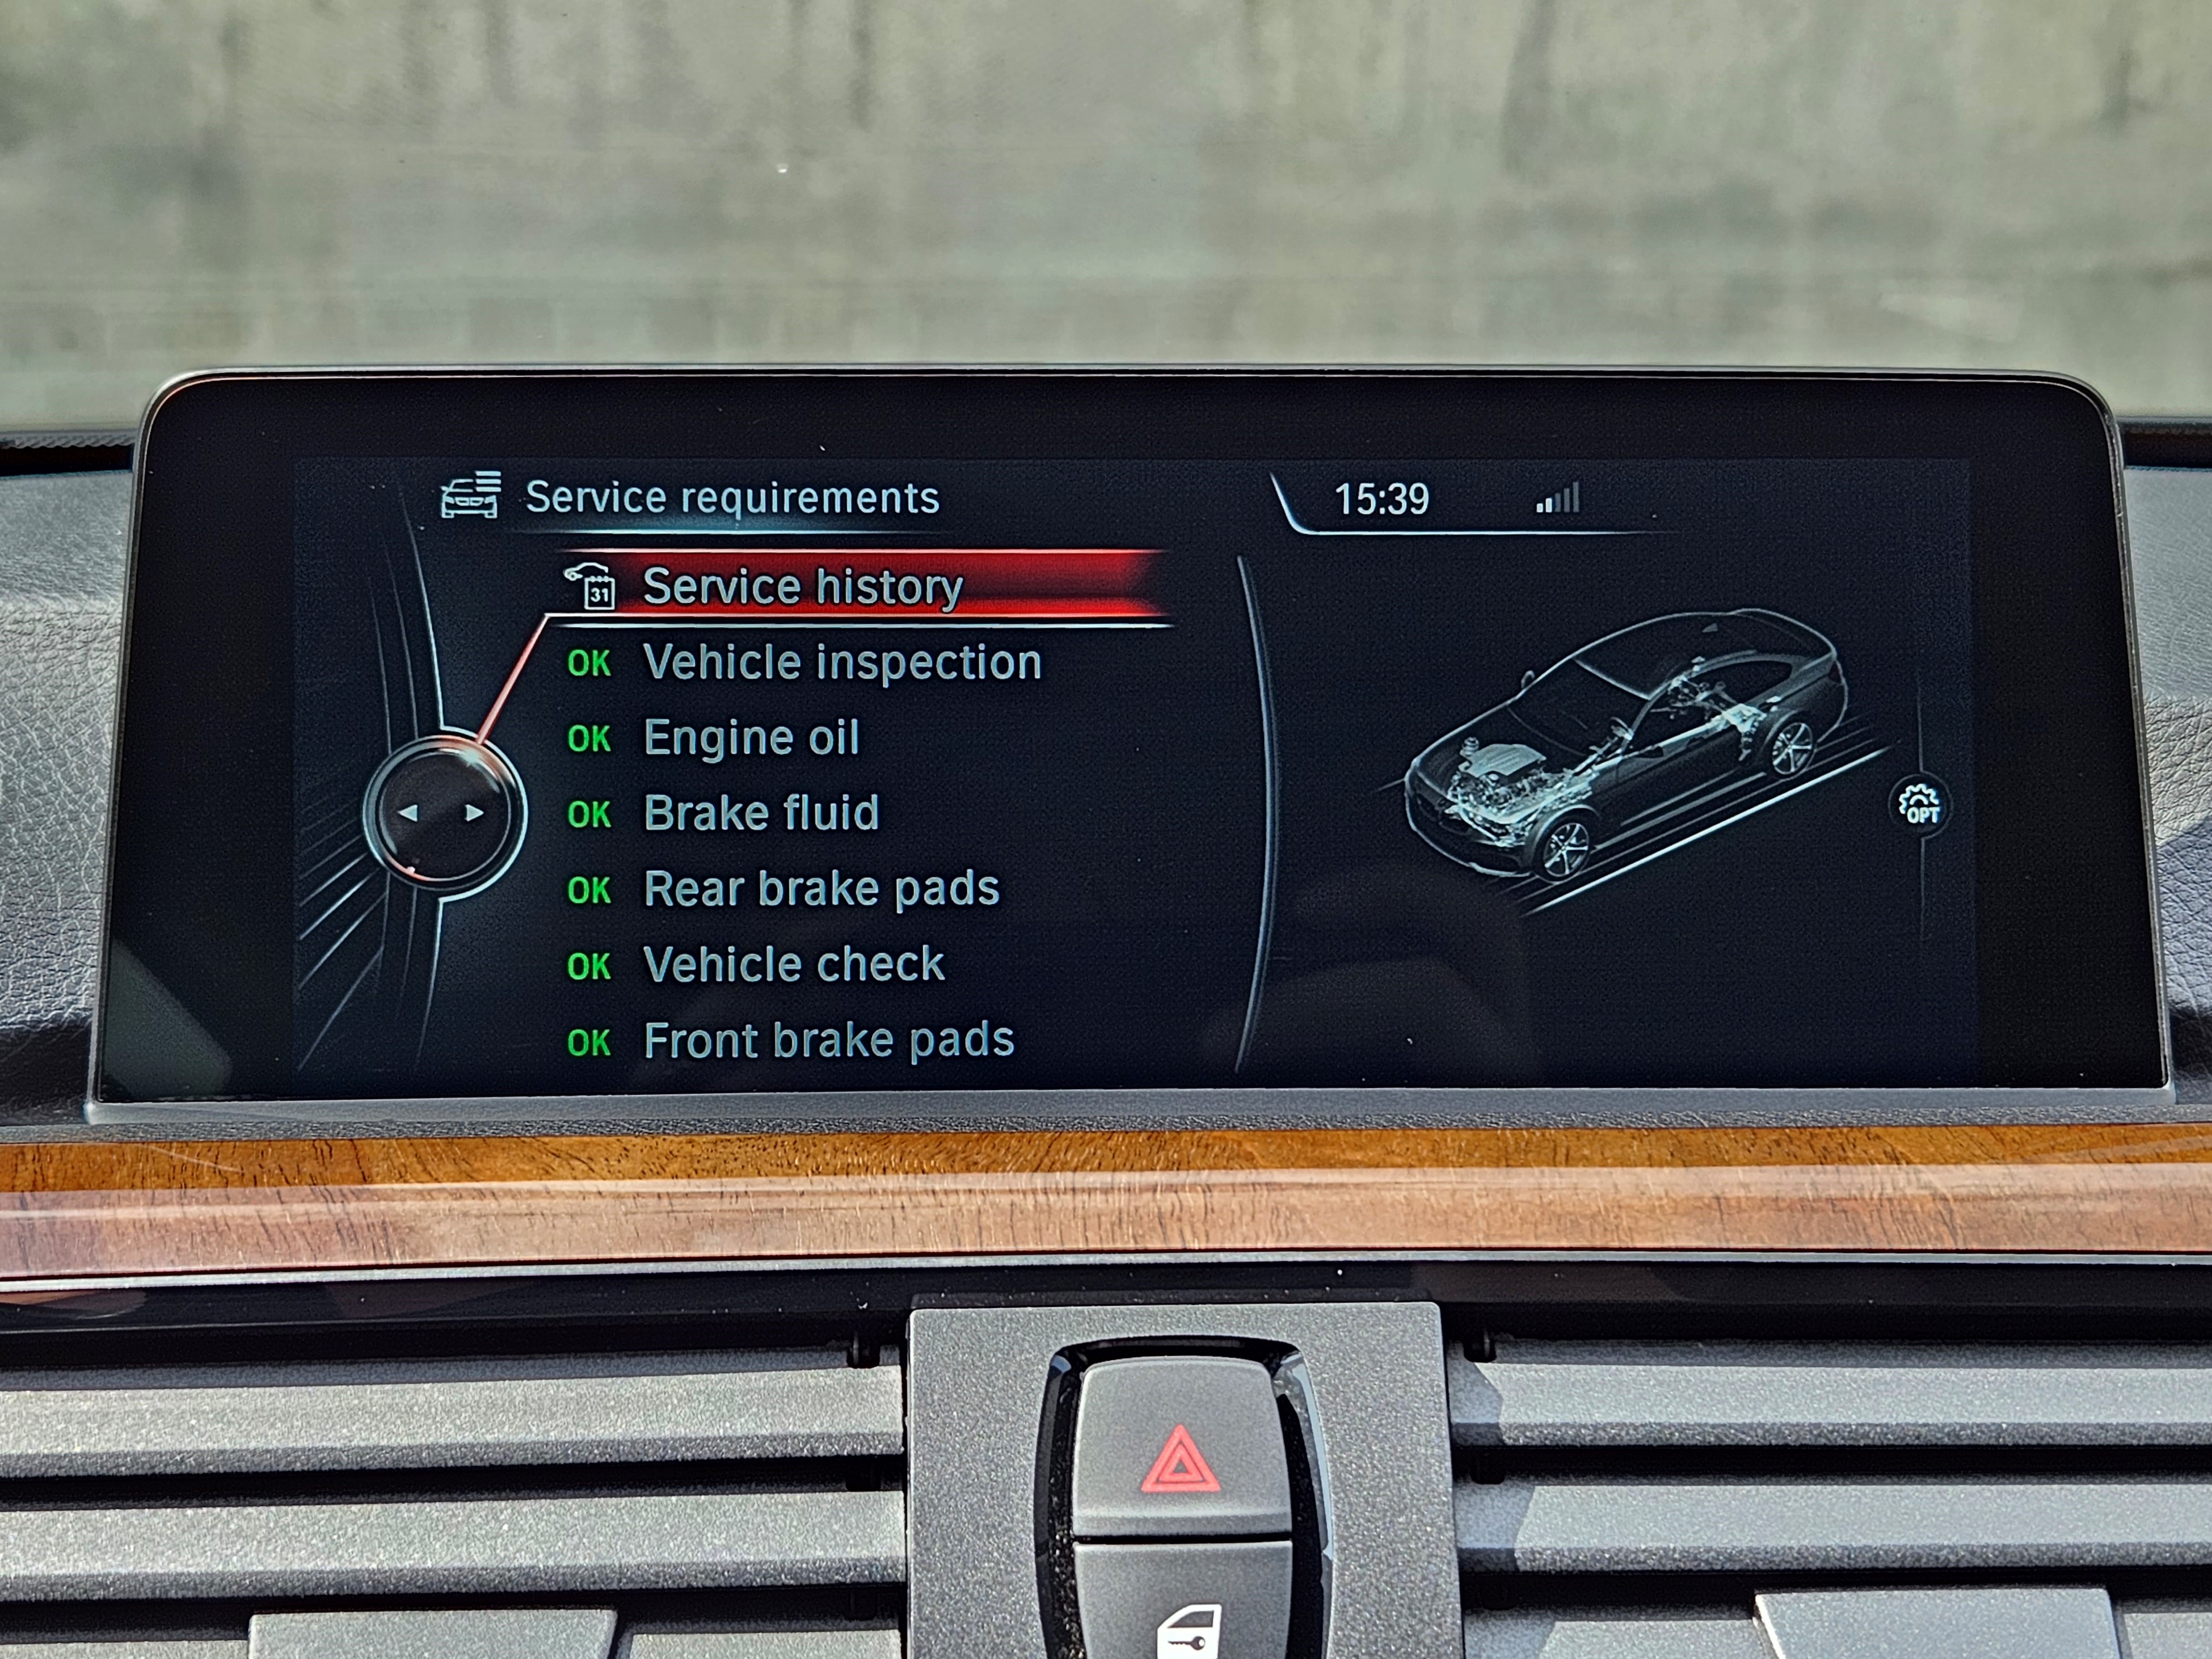 Service requirements
15:39
31 Service history
OK Vehicle inspection
OK Engine oil
OK Brake fluid
OK Rear brake pads
OK Vehicle check
OK Front brake pads
OPT